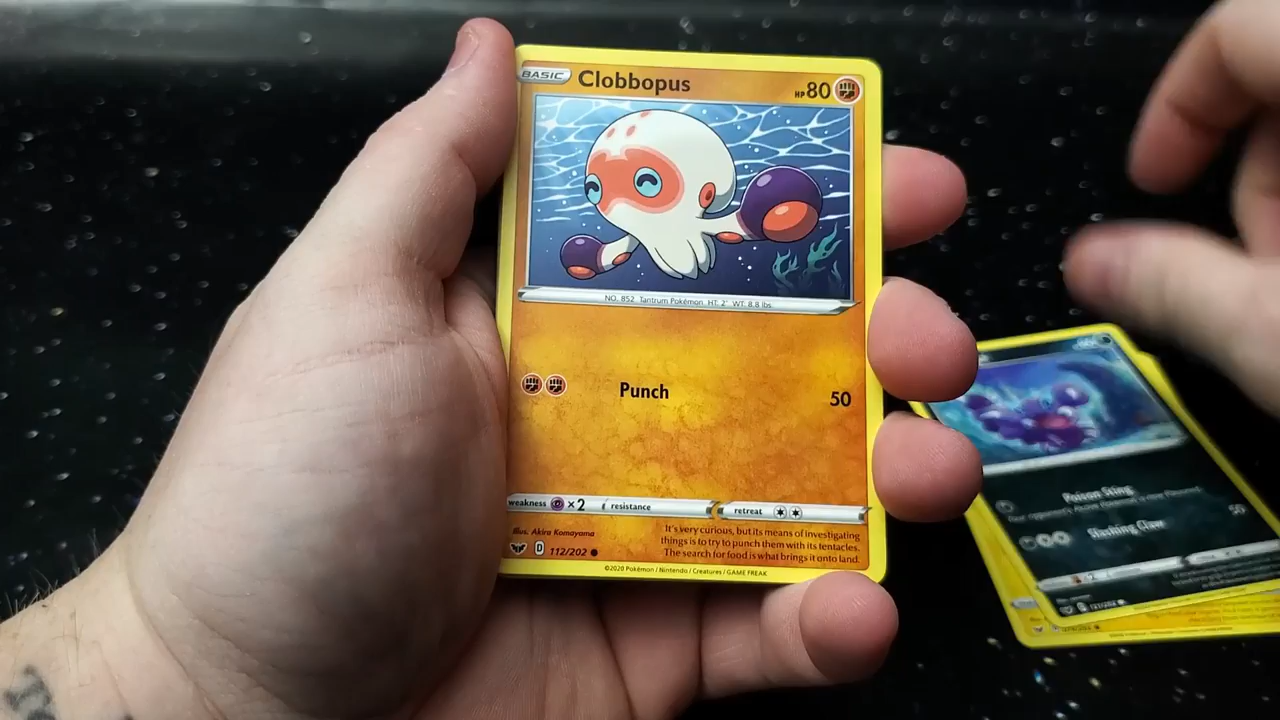 BASIC Clobbopus HP 80
NO. 852 Tantrum Pokémon HT: 2' WT: 8.8 lbs.
Punch 50
weakness ×2 resistance retreat
Illus. Akira Komayama
D 112/202
It's very curious, but its means of investigating
things is to try to punch them with its tentacles.
The search for food is what brings it onto land.
©2020 Pokémon / Nintendo / Creatures / GAME FREAK
Poison Sting
Slashing Claw 50